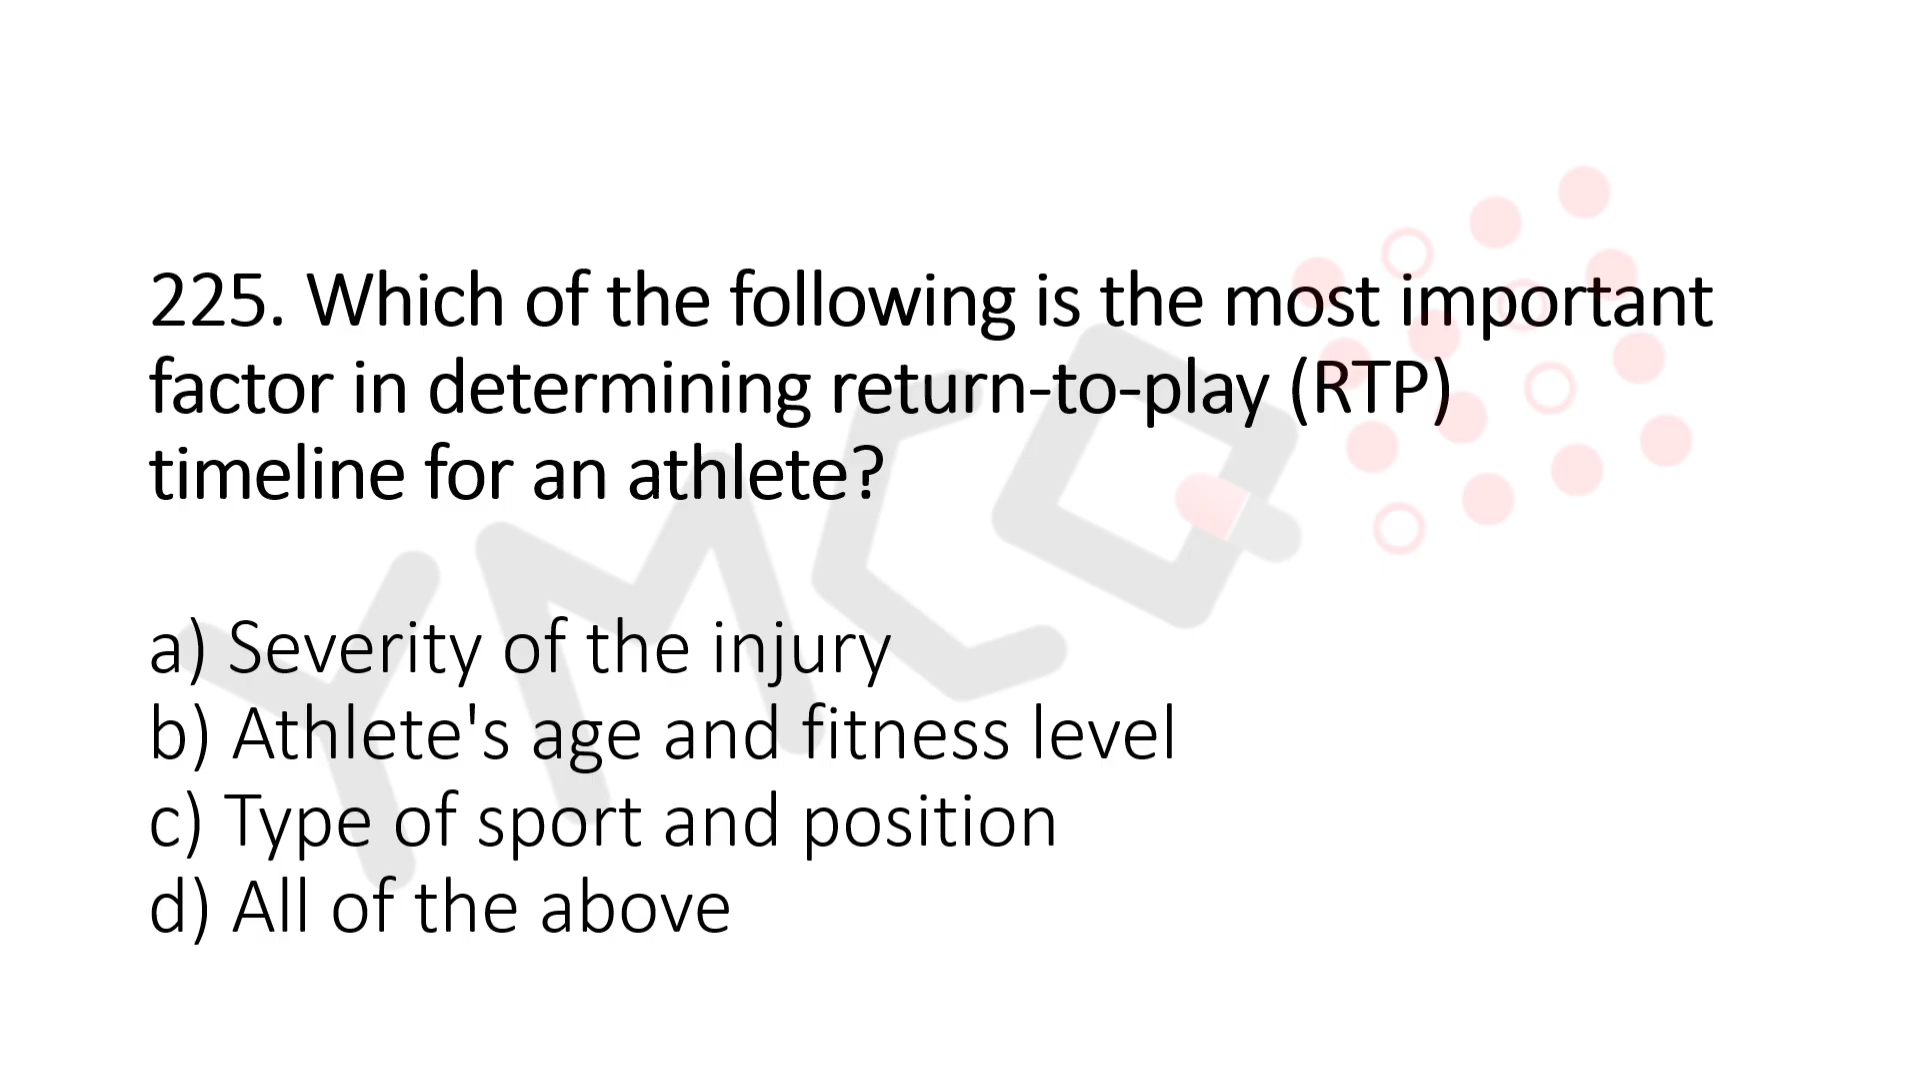 225. Which of the following is the most important
factor in determining return-to-play (RTP)
timeline for an athlete?
a) Severity of the injury
b) Athlete's age and fitness level
c) Type of sport and position
d) All of the above
YMCQ